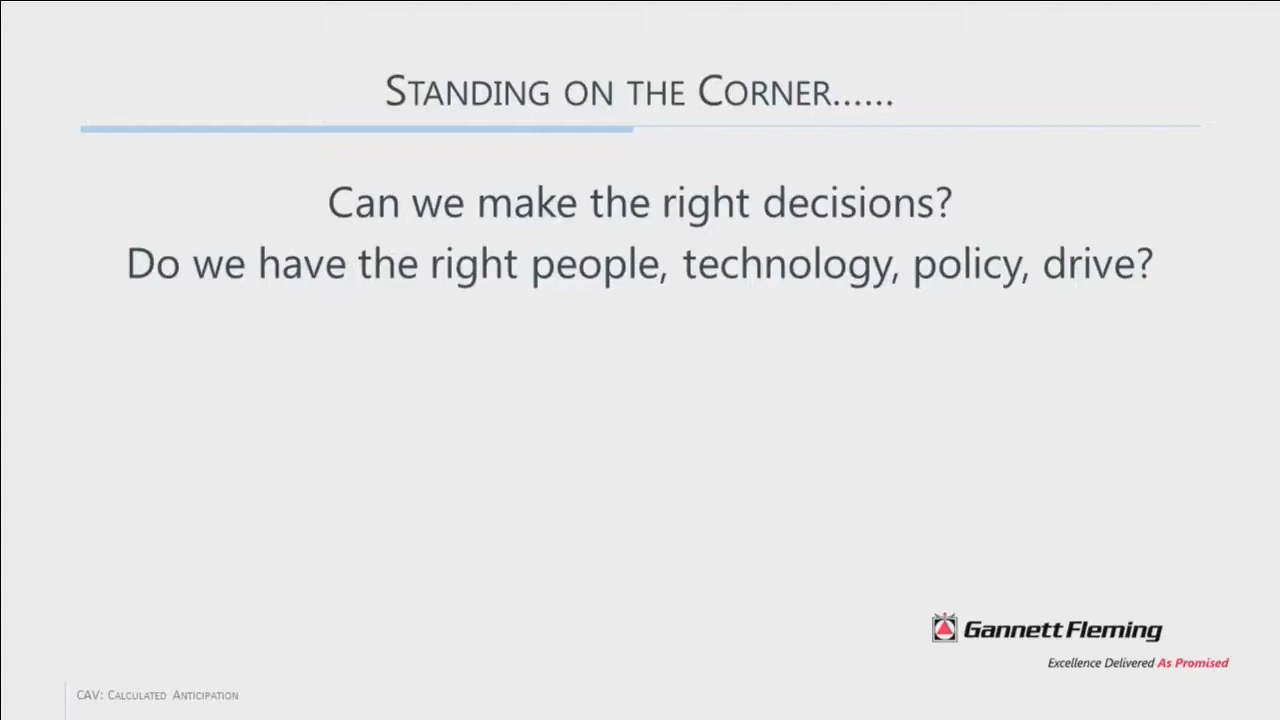 STANDING ON THE CORNER......
Can we make the right decisions?
Do we have the right people, technology, policy, drive?
Gannett Fleming
Excellence Delivered As Promised
CAV: CALCULATED ANTICIPATION